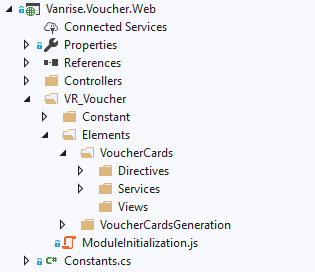 Vanrise.Voucher.Web
Connected Services
Properties
References
Controllers
VR_Voucher
Constant
Elements
VoucherCards
Directives
Services
Views
VoucherCardsGeneration
ModuleInitialization.js
C# Constants.cs